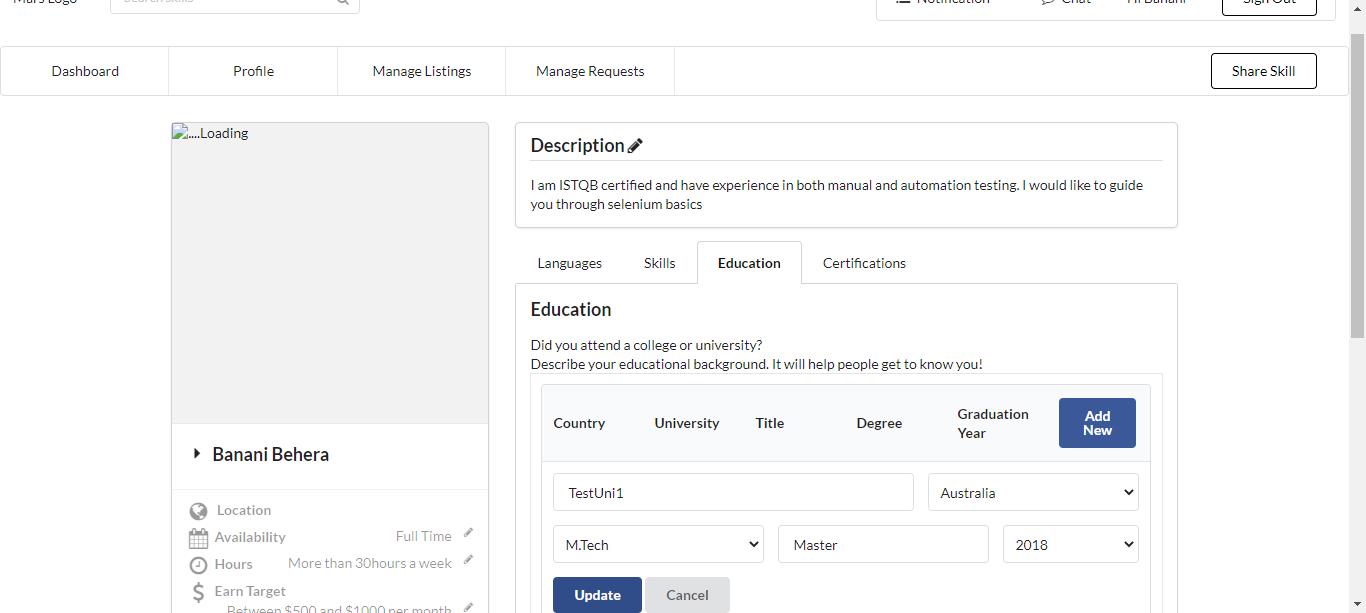 Mars Logo
Search skills
Notification
Chat
Hi Banani
Sign Out
Dashboard
Profile
Manage Listings
Manage Requests
Share Skill
....Loading
Banani Behera
Location
Availability
Full Time
Hours
More than 30hours a week
Earn Target
Between $500 and $1000 per month
Description
I am ISTQB certified and have experience in both manual and automation testing. I would like to guide
you through selenium basics
Languages
Skills
Education
Certifications
Education
Did you attend a college or university?
Describe your educational background. It will help people get to know you!
Country
University
Title
Degree
Graduation
Year
Add
New
TestUni1
Australia
M.Tech
Master
2018
Update
Cancel